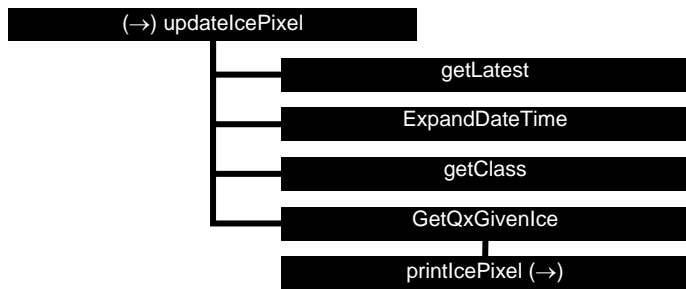 (→) updateIcePixel
getLatest
ExpandDateTime
getClass
GetQxGivenIce
printIcePixel (→)